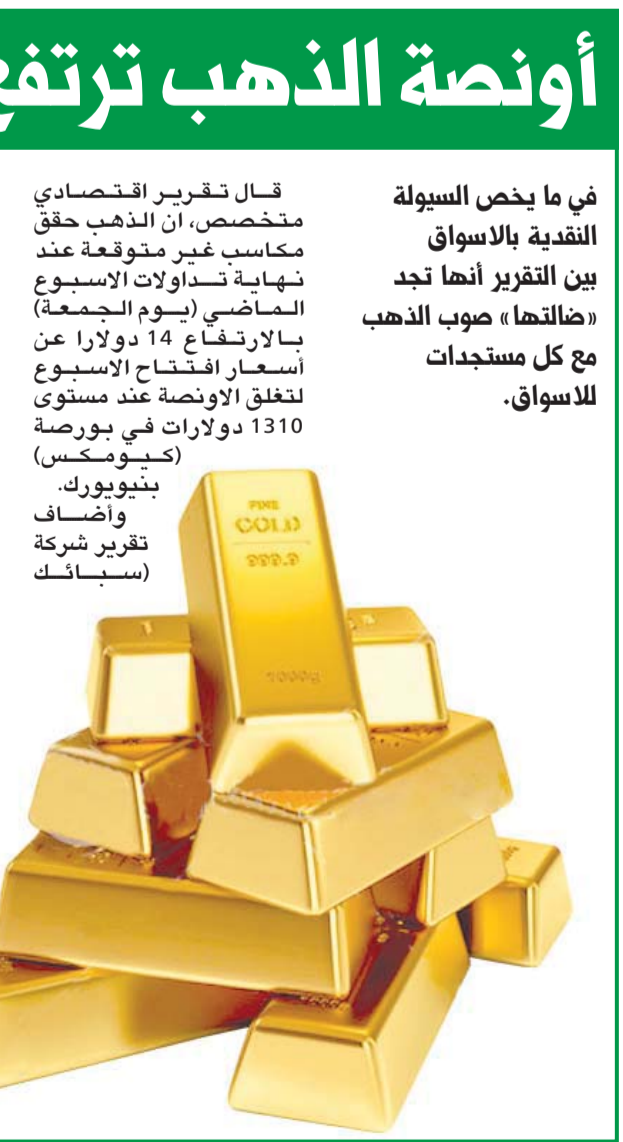 أونصة الذهب ترتفع
في ما يخص السيولة
النقدية بالاسواق
بين التقرير أنها تجد
«ضالتها» صوب الذهب
مع كل مستجدات
للاسواق.
قال تقرير اقتصادي
متخصص، ان الذهب حقق
مكاسب غير متوقعة عند
نهاية تداولات الاسبوع
الماضي (يوم الجمعة)
بالارتفاع 14 دولارا عن
أسعار افتتاح الاسبوع
لتغلق الاونصة عند مستوى
1310 دولارات في بورصة
(كيومكس)
بنيويورك.
وأضاف
تقرير شركة
(سبائك
FINE
GOLD
999.9
1000g